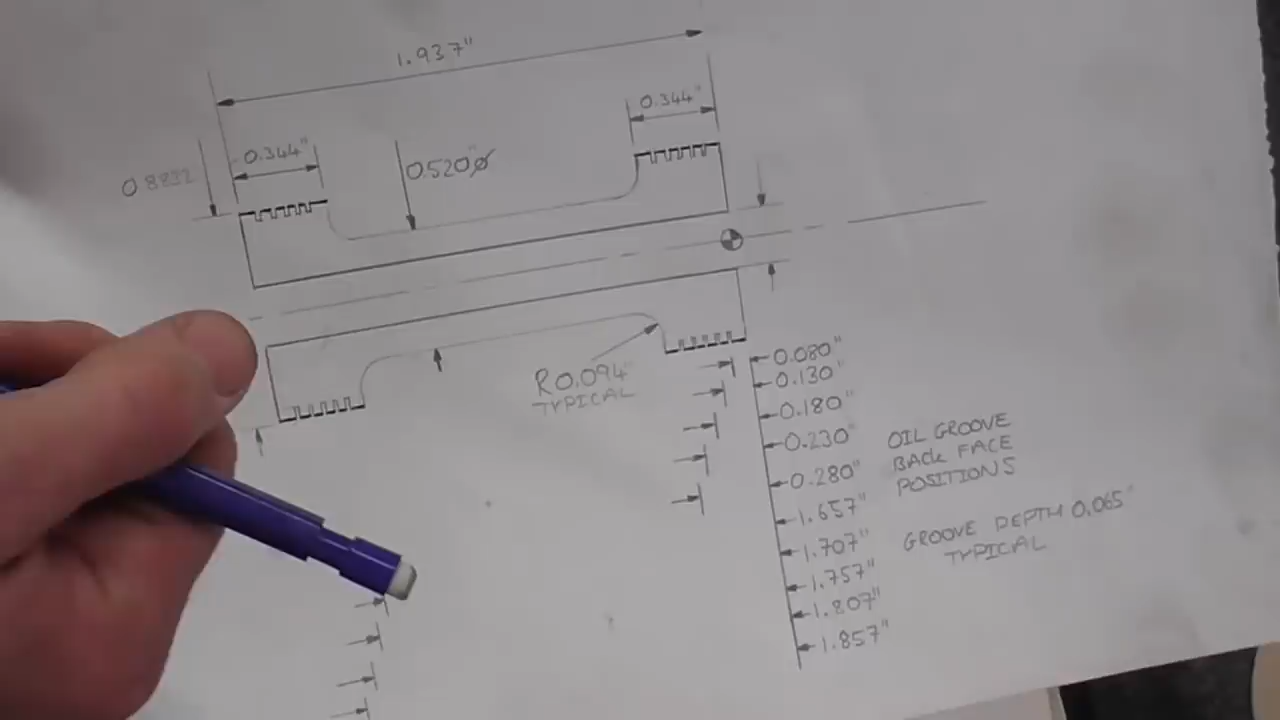 1.937"
0.344"
0.344"
0.520"⌀
R0.094"
TYPICAL
0.080"
0.130"
0.180"
0.230"
0.280"
1.657"
1.707"
1.757"
1.807"
1.857"
OIL GROOVE
BACK FACE
POSITIONS
GROOVE DEPTH 0.065"
TYPICAL